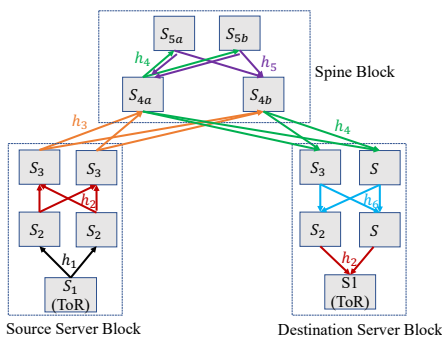 S5a S5b
h4 h5
Spine Block
S4a S4b
h3 h4
S3 S3 S3 S
h2 h6
S2 S2 S2 S
h1 h2
S1
(ToR)
S1
(ToR)
Source Server Block
Destination Server Block